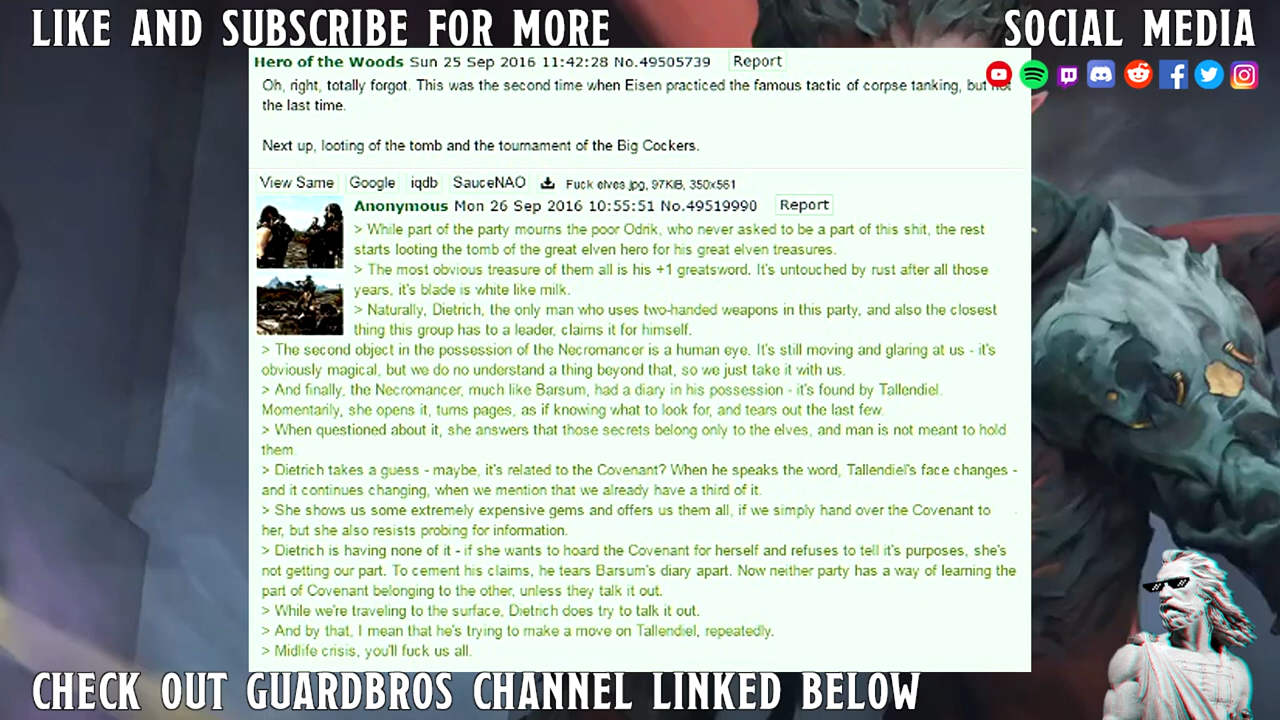 LIKE AND SUBSCRIBE FOR MORE
SOCIAL MEDIA
Hero of the Woods Sun 25 Sep 2016 11:42:28 No.49505739 Report
Oh, right, totally forgot. This was the second time when Eisen practiced the famous tactic of corpse tanking, but not
the last time.
Next up, looting of the tomb and the tournament of the Big Cockers.
View Same Google iqdb SauceNAO Fuck elves.jpg, 97KiB, 350x561
Anonymous Mon 26 Sep 2016 10:55:51 No.49519990 Report
> While part of the party mourns the poor Odrik, who never asked to be a part of this shit, the rest
starts looting the tomb of the great elven hero for his great elven treasures.
> The most obvious treasure of them all is his +1 greatsword. It's untouched by rust after all those
years, it's blade is white like milk.
> Naturally, Dietrich, the only man who uses two-handed weapons in this party, and also the closest
thing this group has to a leader, claims it for himself.
> The second object in the possession of the Necromancer is a human eye. It's still moving and glaring at us - it's
obviously magical, but we do no understand a thing beyond that, so we just take it with us.
> And finally, the Necromancer, much like Barsum, had a diary in his possession - it's found by Tallendiel.
Momentarily, she opens it, turns pages, as if knowing what to look for, and tears out the last few.
> When questioned about it, she answers that those secrets belong only to the elves, and man is not meant to hold
them.
> Dietrich takes a guess - maybe, it's related to the Covenant? When he speaks the word, Tallendiel's face changes -
and it continues changing, when we mention that we already have a third of it.
> She shows us some extremely expensive gems and offers us them all, if we simply hand over the Covenant to
her, but she also resists probing for information.
> Dietrich is having none of it - if she wants to hoard the Covenant for herself and refuses to tell it's purposes, she's
not getting our part. To cement his claims, he tears Barsum's diary apart. Now neither party has a way of learning the
part of Covenant belonging to the other, unless they talk it out.
> While we're traveling to the surface, Dietrich does try to talk it out.
> And by that, I mean that he's trying to make a move on Tallendiel, repeatedly.
> Midlife crisis, you'll fuck us all.
CHECK OUT GUARDBROS CHANNEL LINKED BELOW